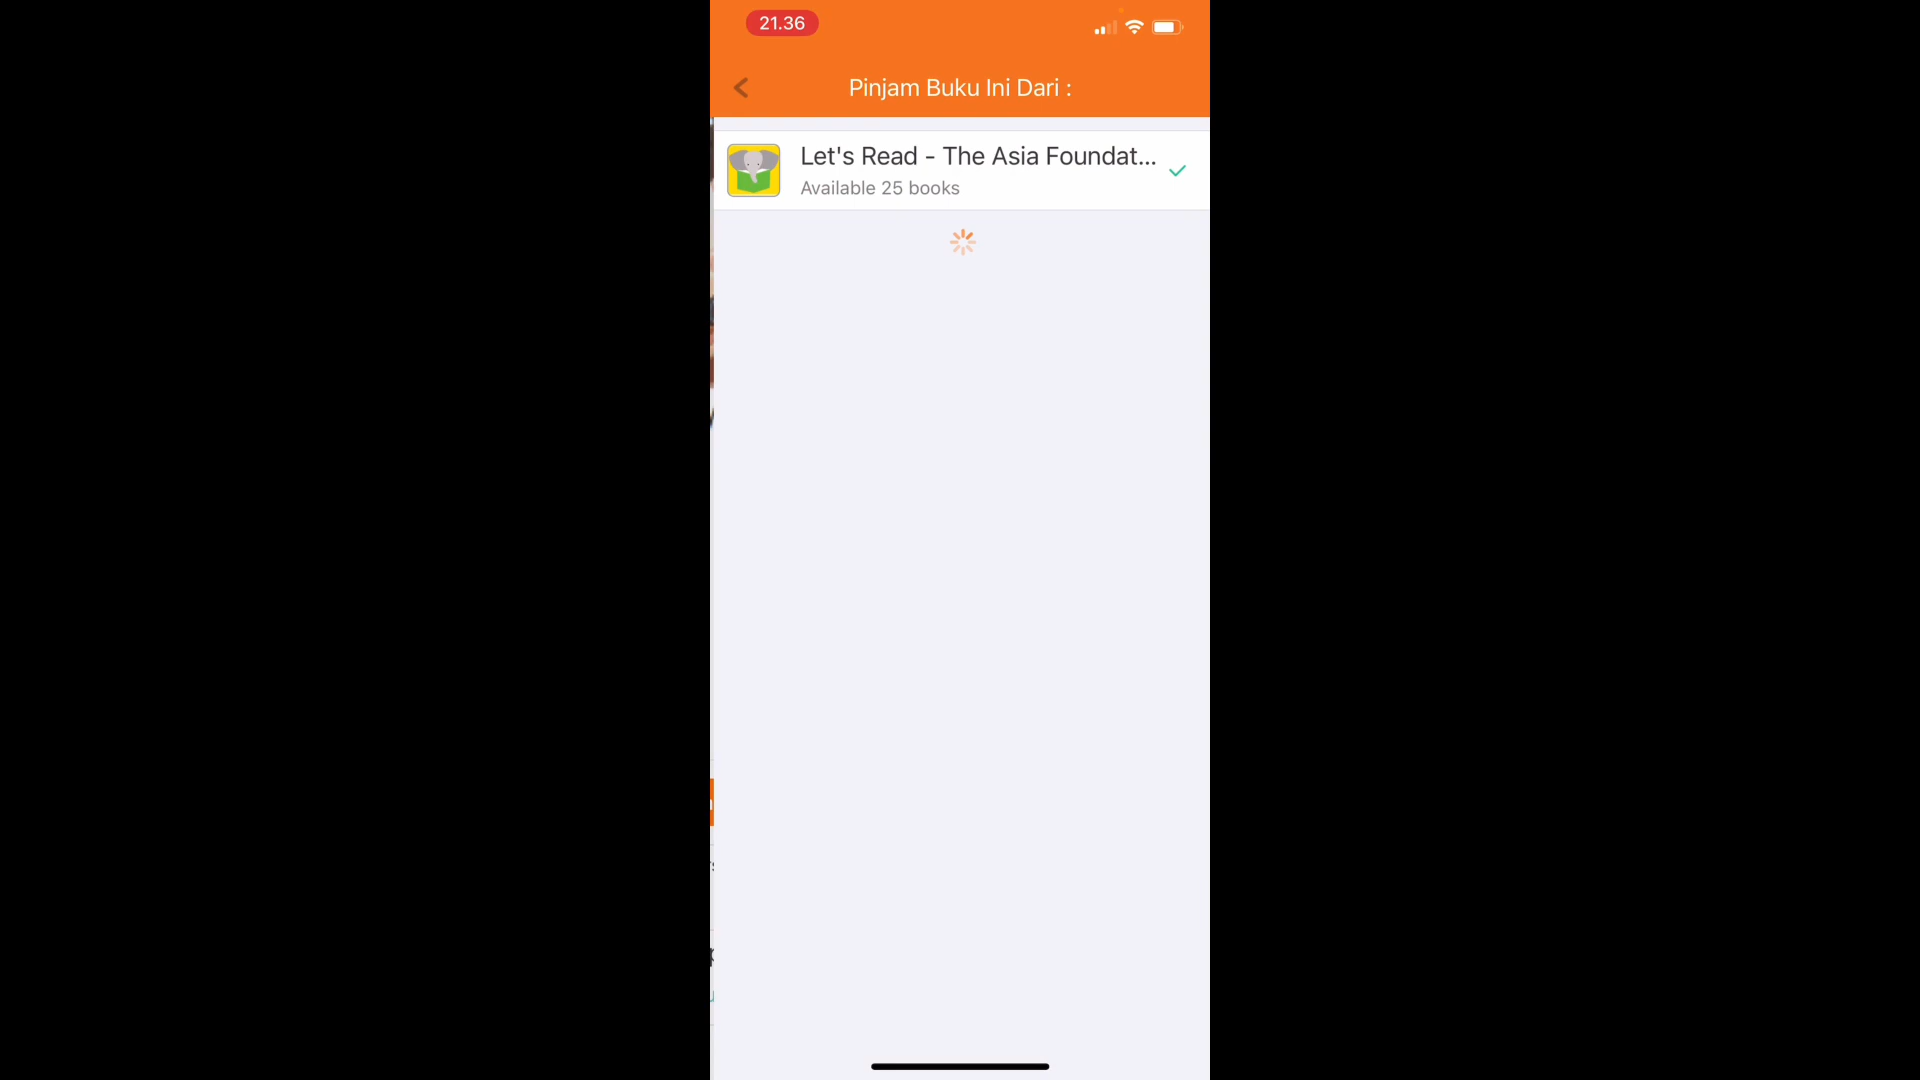 21.36
Pinjam Buku Ini Dari :
Let's Read - The Asia Foundat...
Available 25 books